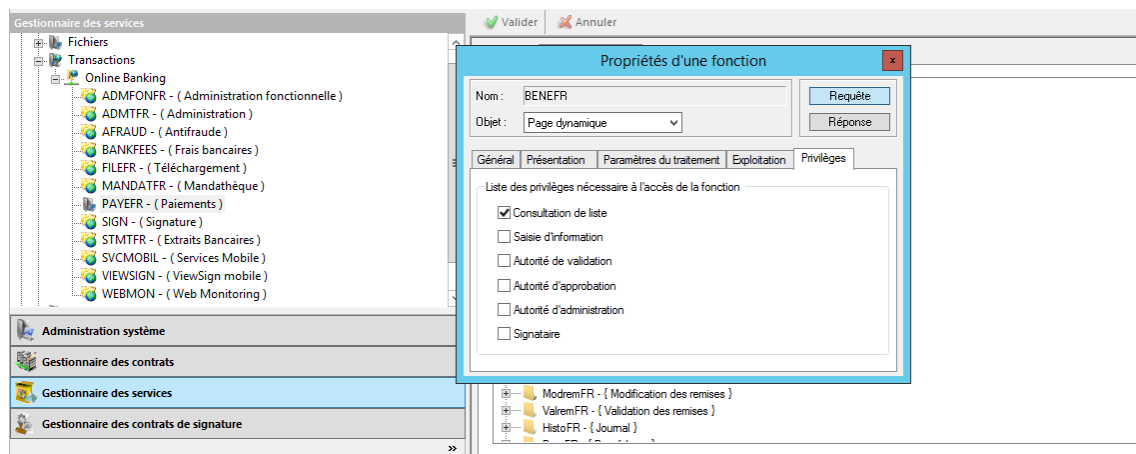 Gestionnaire des services
Fichiers
Transactions
Online Banking
ADMFONFR - ( Administration fonctionnelle )
ADMTFR - ( Administration )
AFRAUD - ( Antifraude )
BANKFEES - ( Frais bancaires )
FILEFR - ( Téléchargement )
MANDATFR - ( Mandathèque )
PAYEFR - ( Paiements )
SIGN - ( Signature )
STMTFR - ( Extraits Bancaires )
SVCMOBIL - ( Services Mobile )
VIEWSIGN - ( ViewSign mobile )
WEBMON - ( Web Monitoring )
Administration système
Gestionnaire des contrats
Gestionnaire des services
Gestionnaire des contrats de signature
»
Valider Annuler
Propriétés d'une fonction x
Nom : BENEFR Requête
Objet : Page dynamique Réponse
Général Présentation Paramètres du traitement Exploitation Privilèges
Liste des privilèges nécessaire à l'accès de la fonction
Consultation de liste
Saisie d'information
Autorité de validation
Autorité d'approbation
Autorité d'administration
Signataire
ModremFR - { Modification des remises }
ValremFR - { Validation des remises }
HistoFR - { Journal }